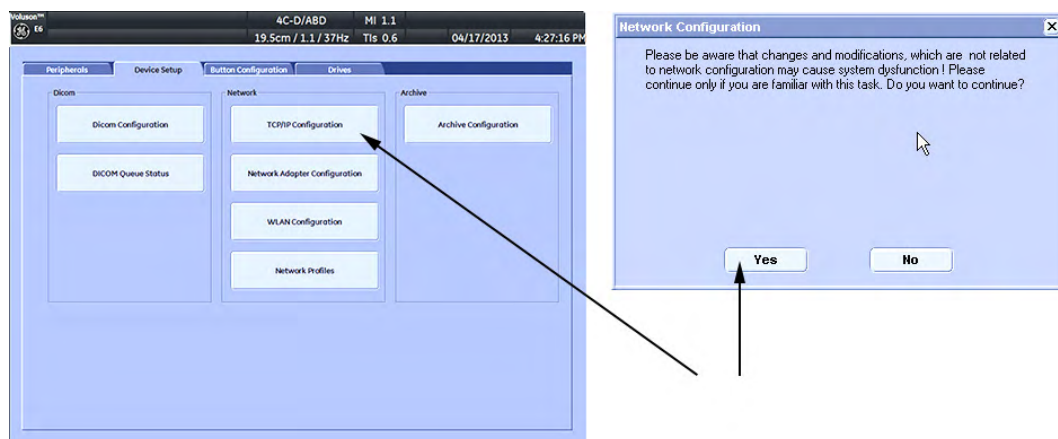 Voluson™
E6
4C-D/ABD MI 1.1
19.5cm / 1.1 / 37Hz TIs 0.6 04/17/2013 4:27:16 PM
Peripherals Device Setup Button Configuration Drives
Dicom Network Archive
Dicom Configuration TCP/IP Configuration Archive Configuration
DICOM Queue Status Network Adapter Configuration
WLAN Configuration
Network Profiles
Network Configuration
Please be aware that changes and modifications, which are not related
to network configuration may cause system dysfunction ! Please
continue only if you are familiar with this task. Do you want to continue?
Yes No